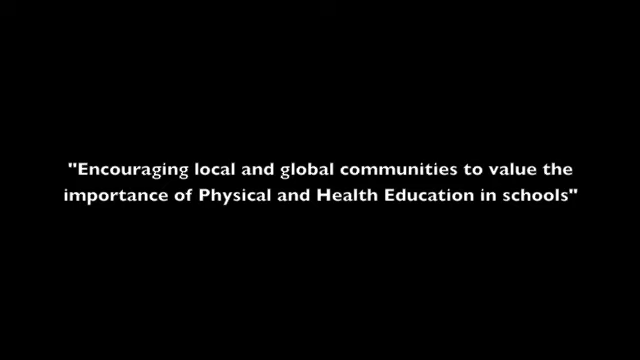 "Encouraging local and global communities to value the
importance of Physical and Health Education in schools"